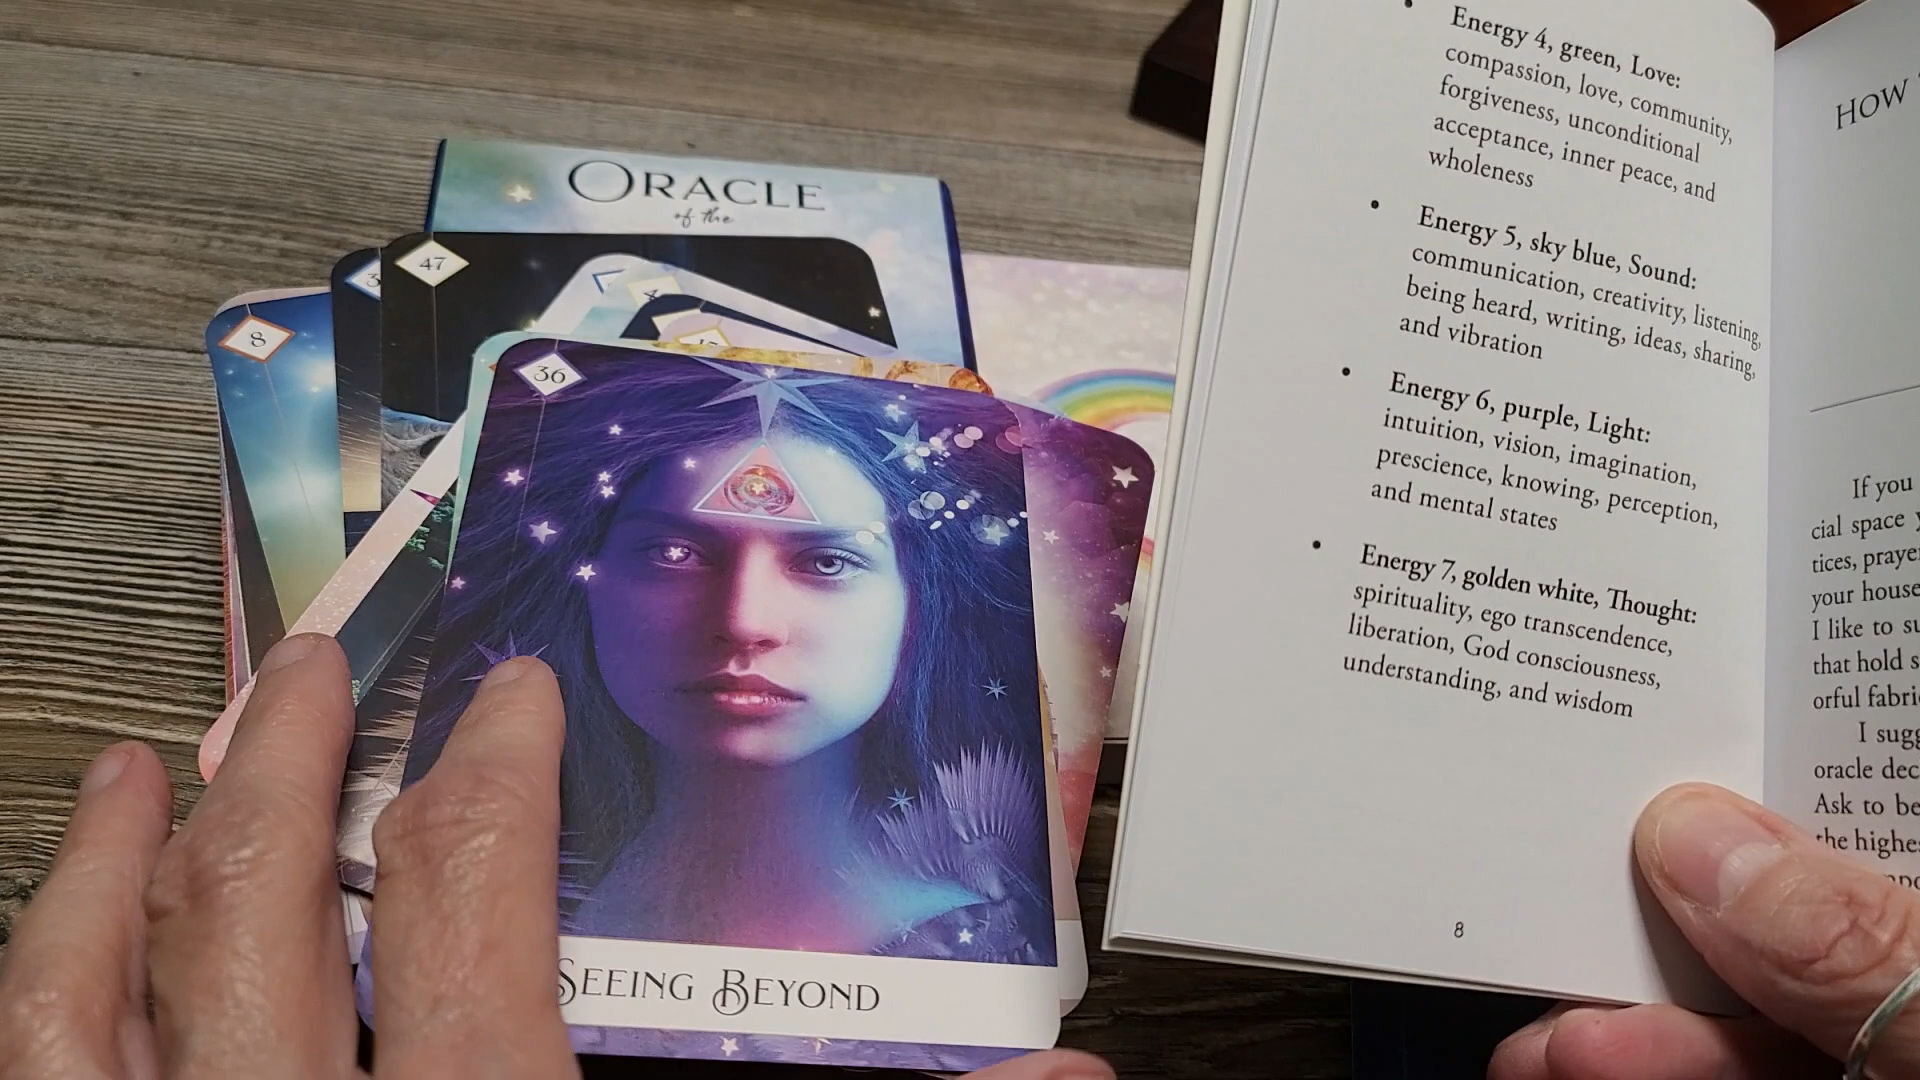 ORACLE
of the
47
8
36
SEEING BEYOND
• Energy 4, green, Love:
compassion, love, community,
forgiveness, unconditional
acceptance, inner peace, and
wholeness
• Energy 5, sky blue, Sound:
communication, creativity, listening,
being heard, writing, ideas, sharing,
and vibration
• Energy 6, purple, Light:
intuition, vision, imagination,
prescience, knowing, perception,
and mental states
• Energy 7, golden white, Thought:
spirituality, ego transcendence,
liberation, God consciousness,
understanding, and wisdom
8
HOW
If you
cial space
tices, praye
your house
I like to su
that hold s
orful fabri
I sugg
oracle dec
Ask to be
the highes